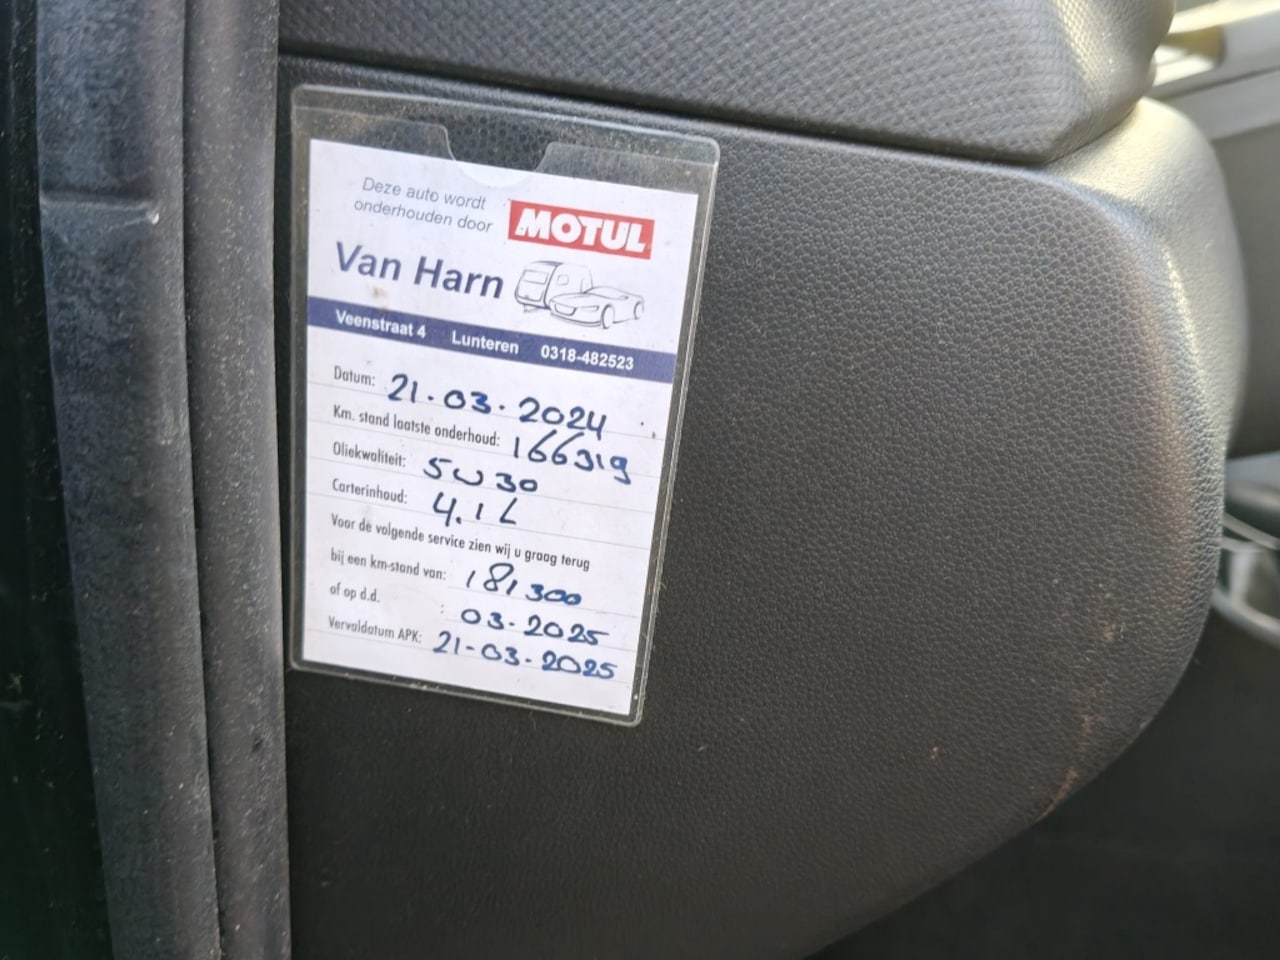 Deze auto wordt
onderhouden door
MOTUL
Van Harn
Veenstraat 4 Lunteren 0318-482523
Datum: 21-03-2024
Km. stand laatste onderhoud: 166319
Oliekwaliteit: 5W30
Carterinhoud: 4.1L
Voor de volgende service zien wij u graag terug
bij een km-stand van: 181300
of op d.d. : 03-2025
Vervaldatum APK: 21-03-2025